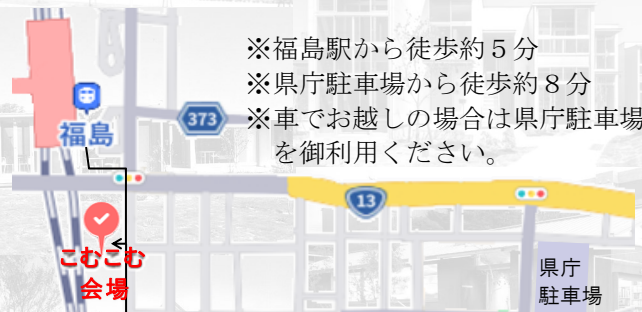 ※福島駅から徒歩約５分
※県庁駐車場から徒歩約８分
※車でお越しの場合は県庁駐車場
を御利用ください。
福島
373
13
こむこむ
会場
県庁
駐車場